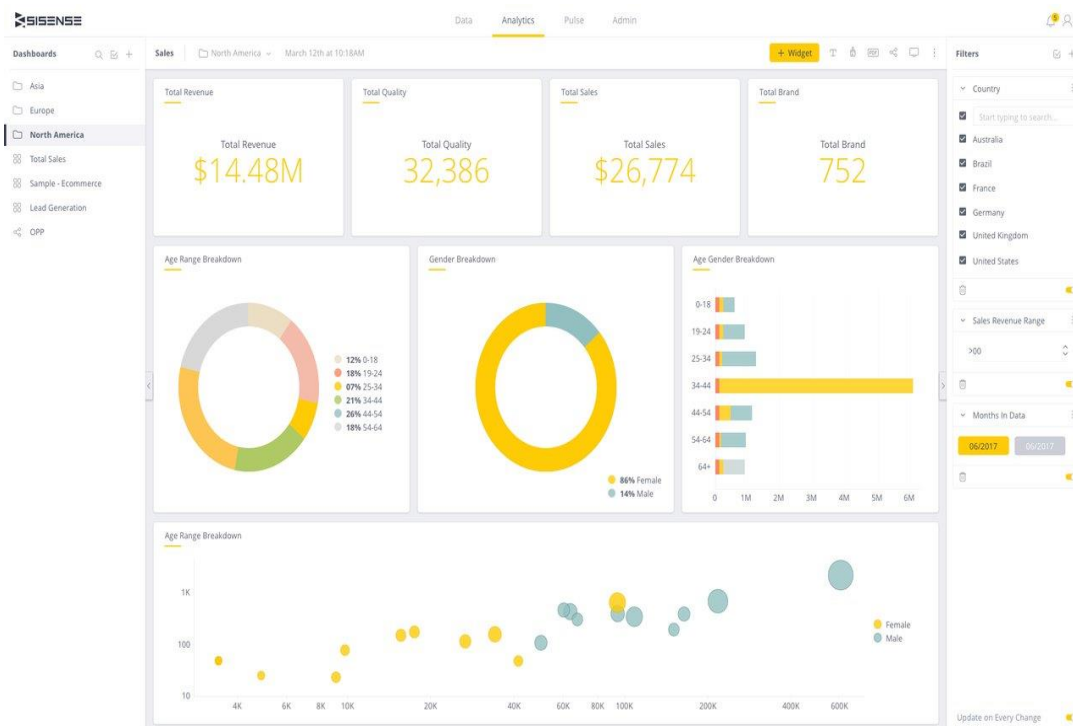 SISENSE
Data Analytics Pulse Admin
5
Dashboards
Asia
Europe
North America
Total Sales
Sample - Ecommerce
Lead Generation
OPP
Sales North America March 12th at 10:18AM + Widget T PDF
Total Revenue
Total Revenue
$14.48M
Total Quality
Total Quality
32,386
Total Sales
Total Sales
$26,774
Total Brand
Total Brand
752
Age Range Breakdown
12% 0-18
18% 19-24
07% 25-34
21% 34-44
26% 44-54
18% 54-64
Gender Breakdown
86% Female
14% Male
Age Gender Breakdown
0-18
19-24
25-34
34-44
44-54
54-64
64+
0 1M 2M 3M 4M 5M 6M
Age Range Breakdown
1K
100
10
4K 6K 8K 10K 20K 40K 60K 80K 100K 200K 400K 600K
Female
Male
Filters
Country
Start typing to search...
Australia
Brazil
France
Germany
United Kingdom
United States
Sales Revenue Range
>00
Months In Data
06/2017 06/2017
Update on Every Change